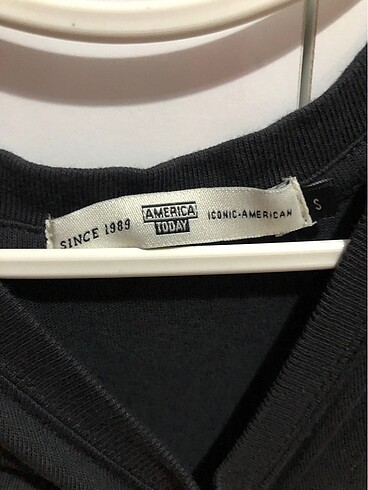 SINCE 1989
AMERICA
TODAY
ICONIC-AMERICAN
S